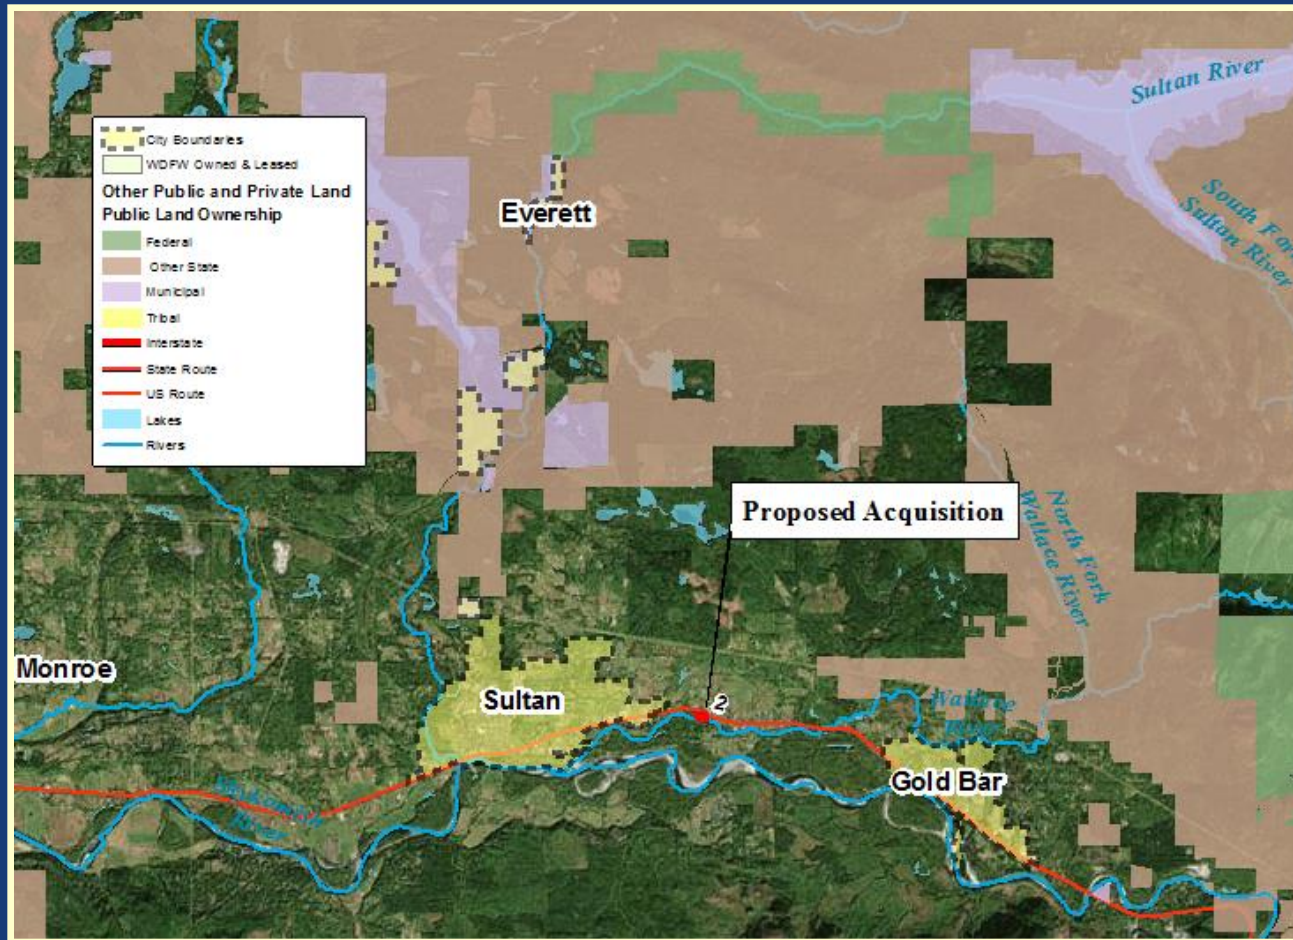 City Boundaries
WDFW Owned & Leased
Other Public and Private Land
Public Land Ownership
Federal
Other State
Municipal
Tribal
Interstate
State Route
US Route
Lakes
Rivers
Sultan River
South Fork
Sultan River
Everett
Proposed Acquisition
North Fork
Wallace River
Monroe
Sultan
2
Wallace
River
Gold Bar
Skykomish
River